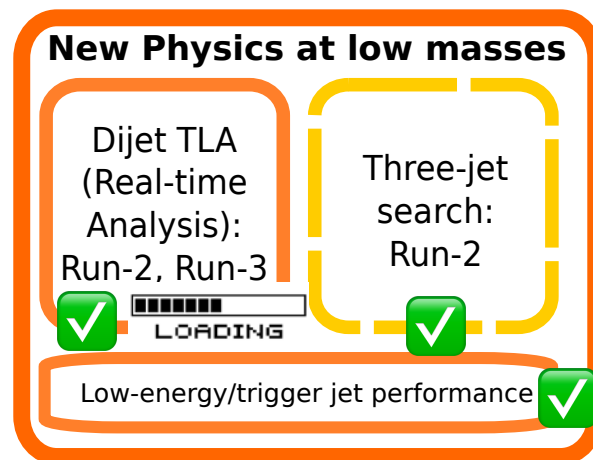 New Physics at low masses
Dijet TLA
(Real-time
Analysis):
Run-2, Run-3
Three-jet
search:
Run-2
LOADING
Low-energy/trigger jet performance